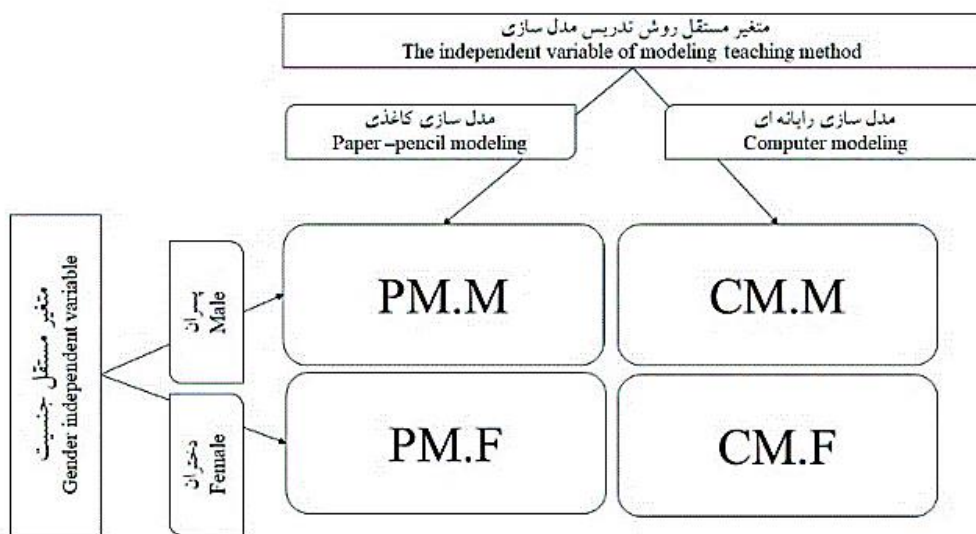 متغیر مستقل روش تدریس مدل سازی
The independent variable of modeling teaching method
مدل سازی کاغذی
Paper –pencil modeling
مدل سازی رایانه ای
Computer modeling
متغیر مستقل جنسیت
Gender independent variable
پسران
Male
PM.M
CM.M
دختران
Female
PM.F
CM.F